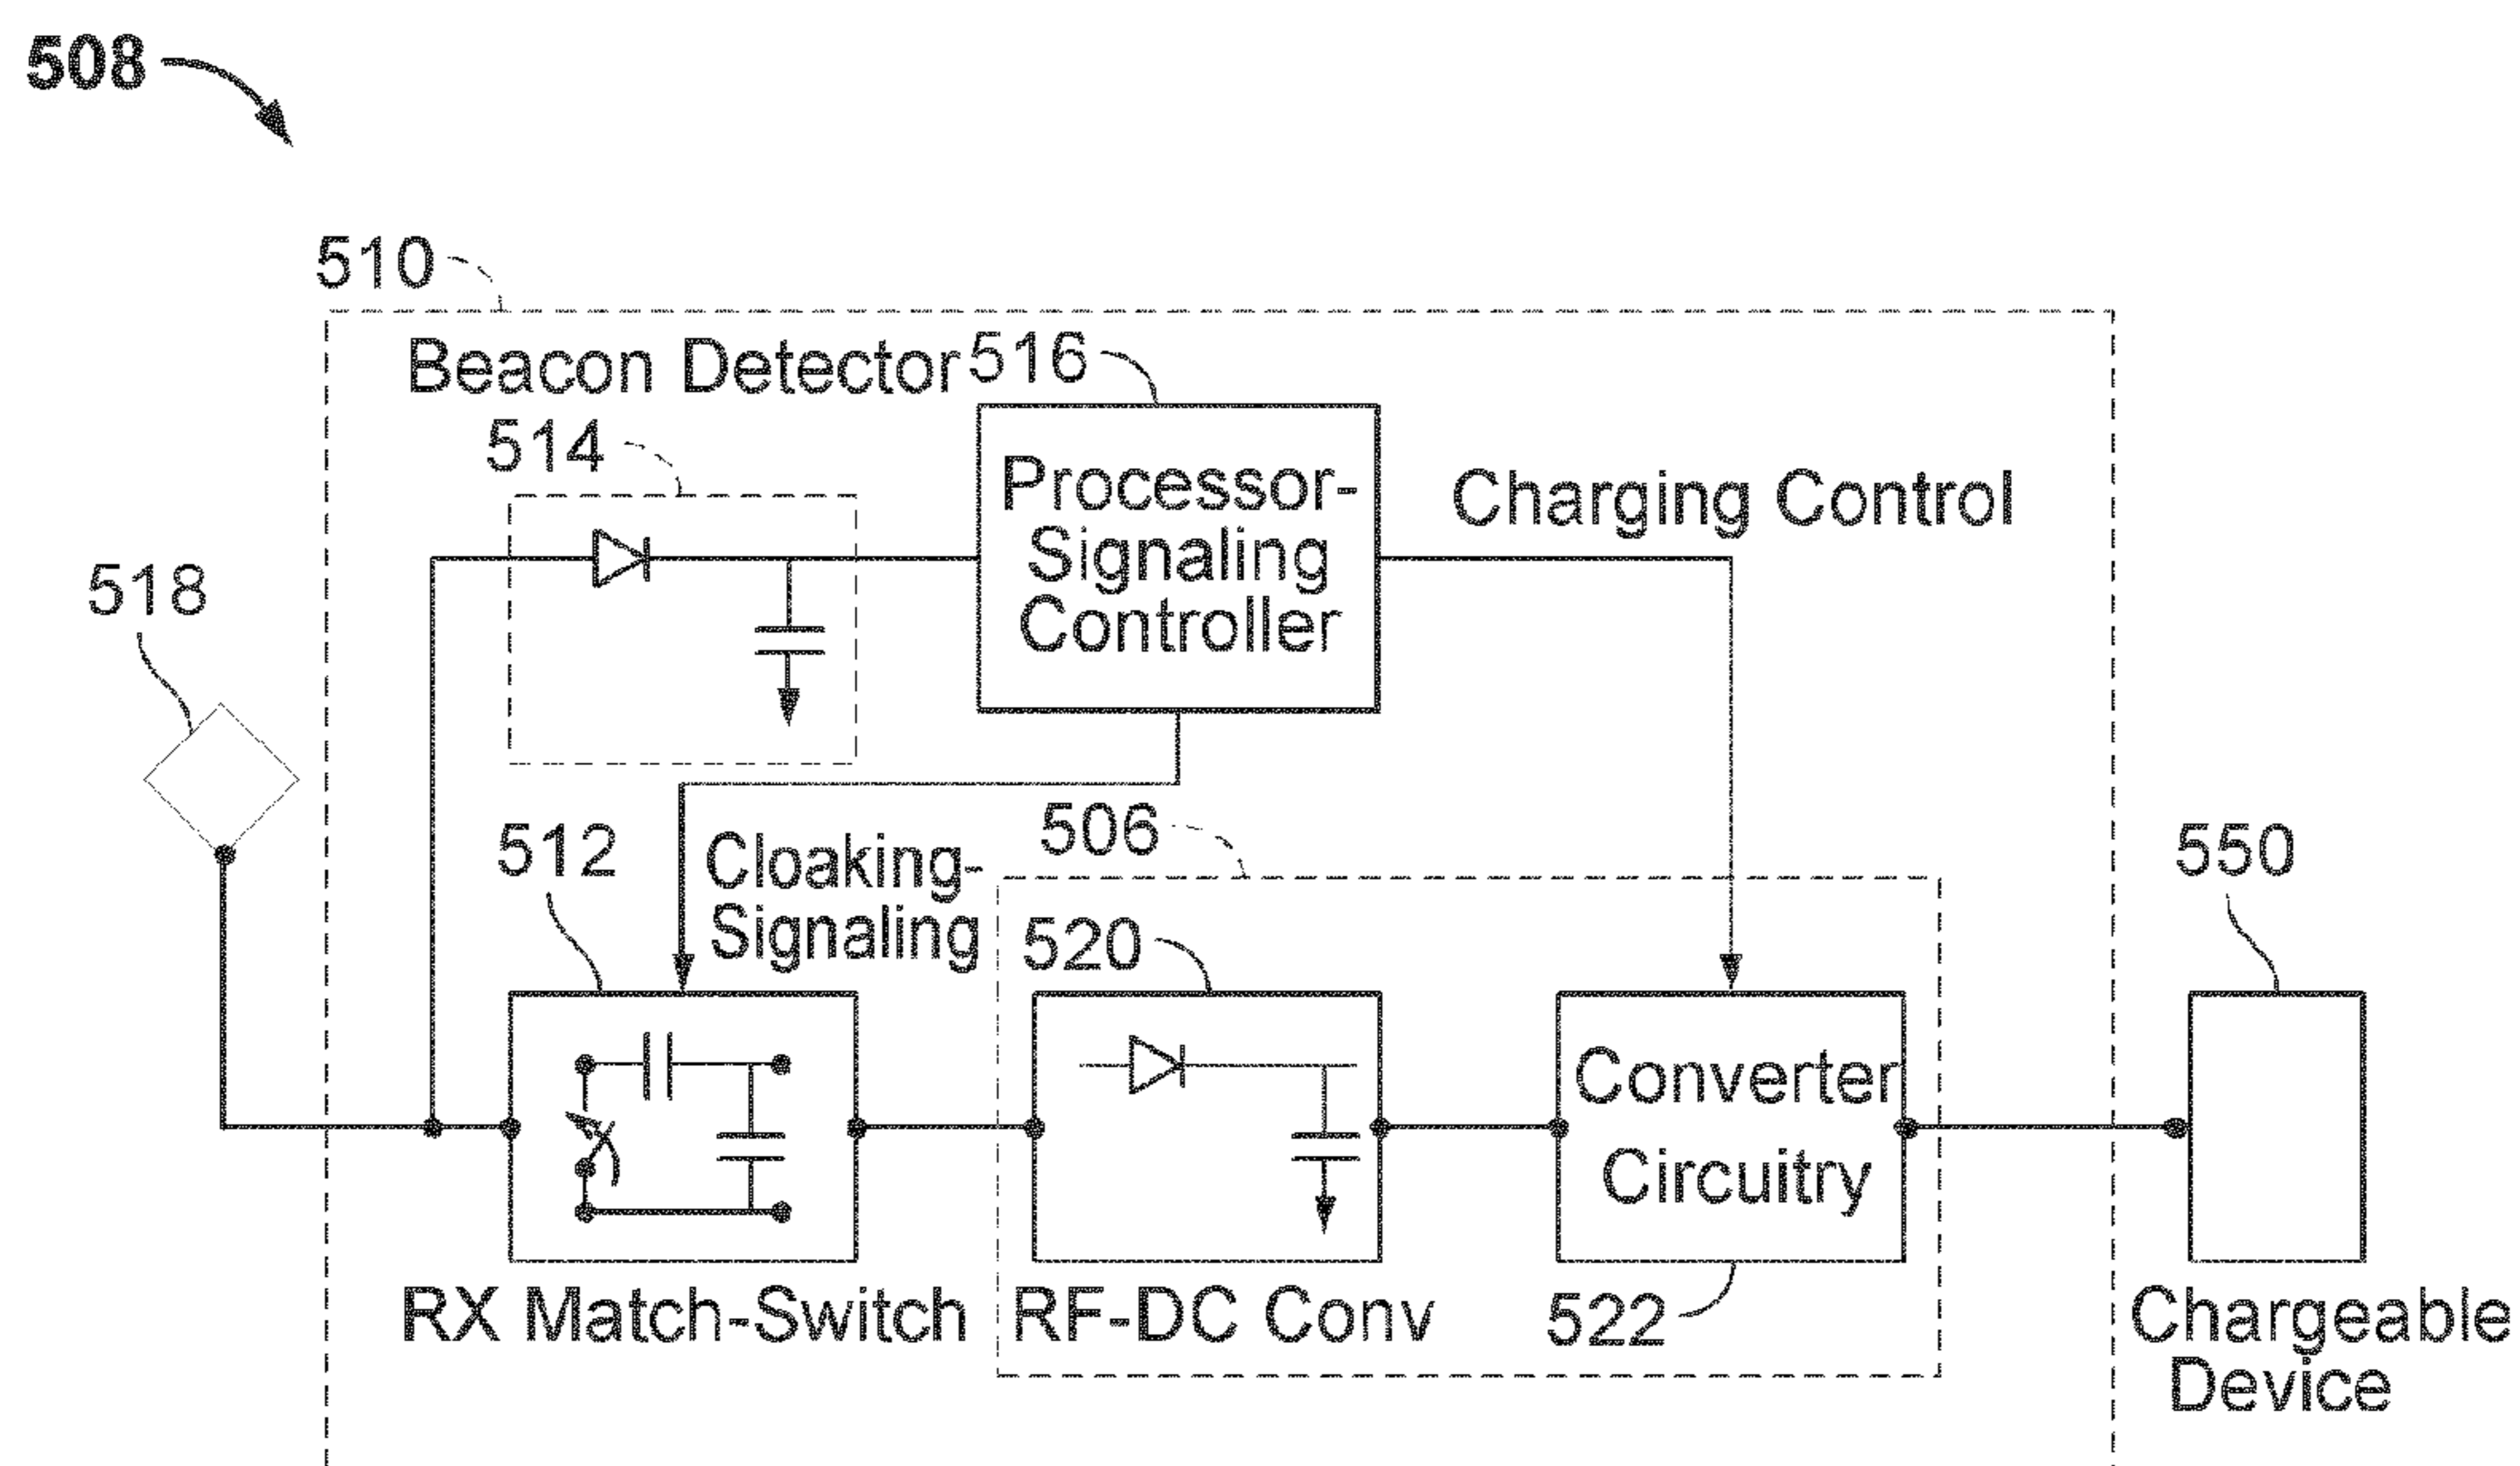 508
510
Beacon Detector
516
514
Processor-
Signaling
Controller
Charging Control
518
512
Cloaking-
Signaling
506
520
550
Converter
Circuitry
RX Match-Switch
RF-DC Conv
522
Chargeable
Device